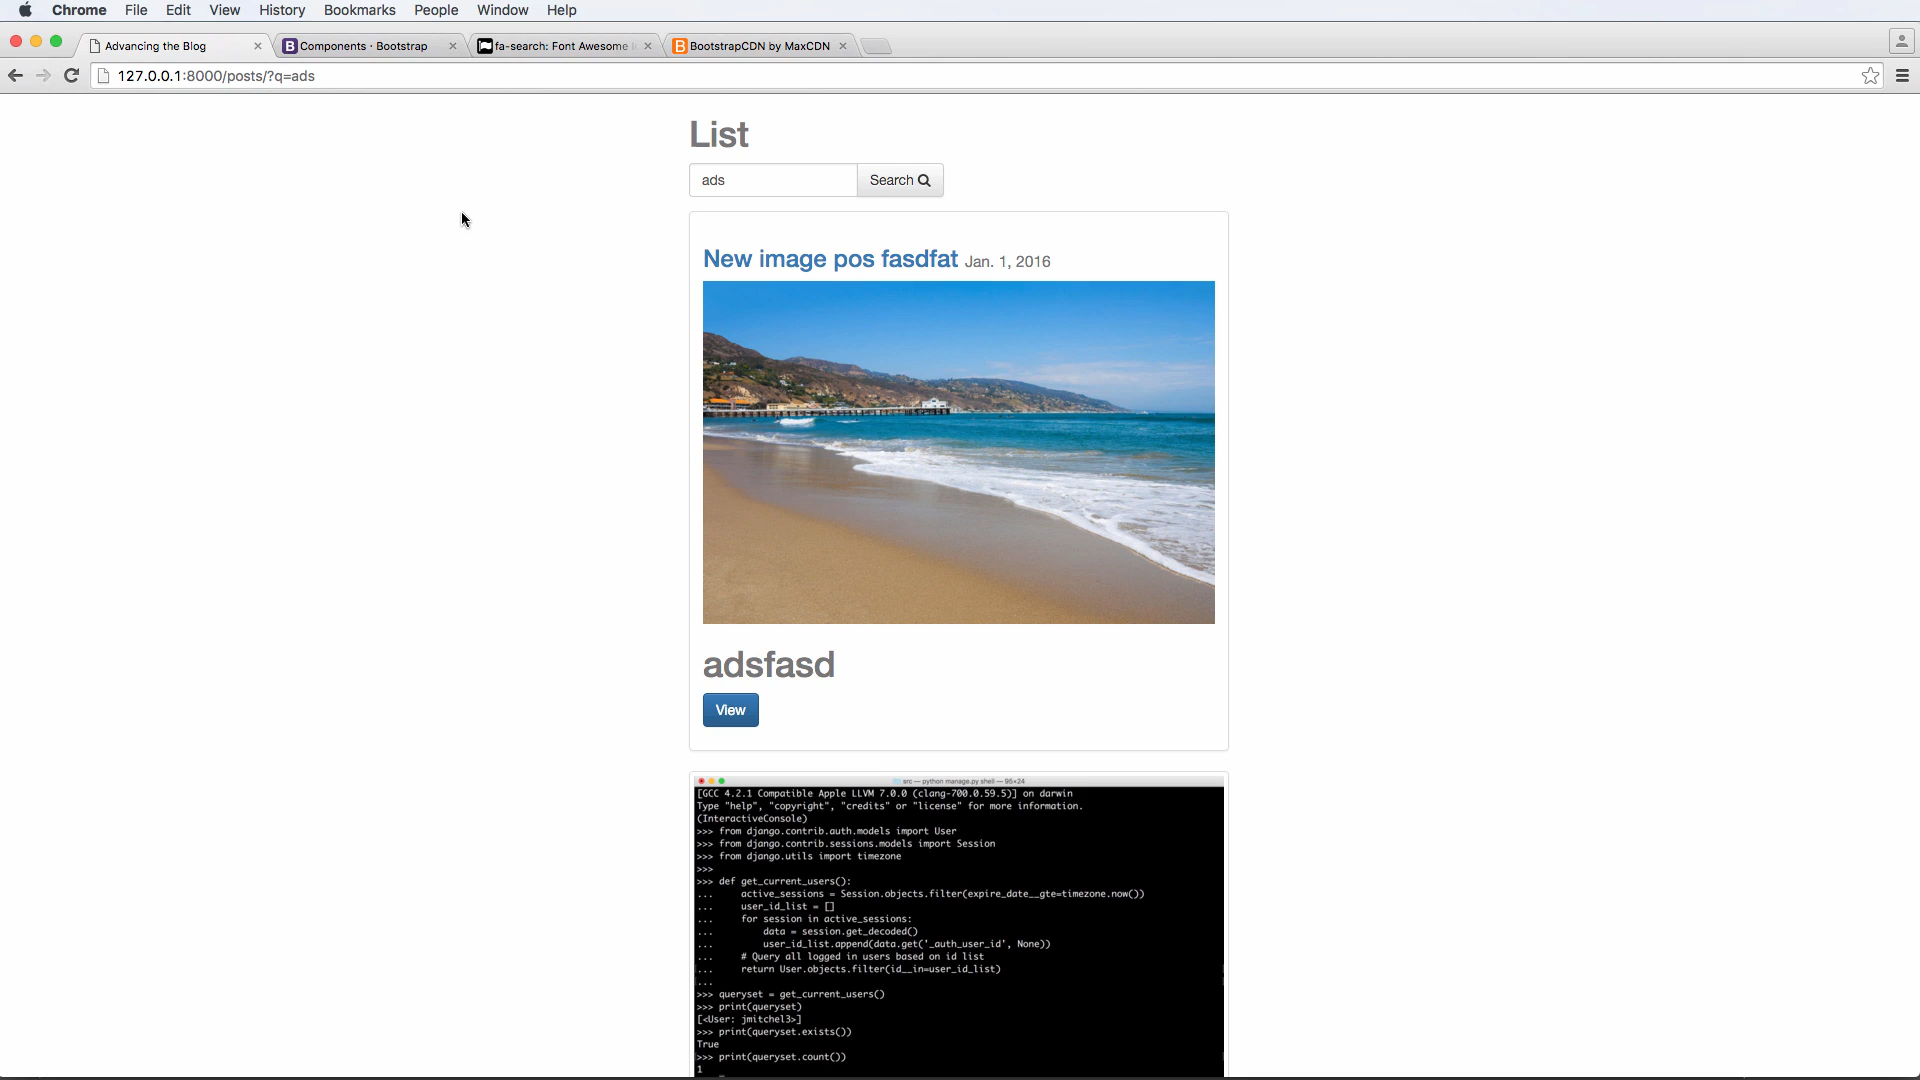 Chrome File Edit View History Bookmarks People Window Help
Advancing the Blog Components · Bootstrap fa-search: Font Awesome BootstrapCDN by MaxCDN
127.0.0.1:8000/posts/?q=ads
List
ads Search
New image pos fasdfat Jan. 1, 2016
adsfasd
View
src — python manage.py shell — 95×24
[GCC 4.2.1 Compatible Apple LLVM 7.0.0 (clang-700.0.59.5)] on darwin
Type "help", "copyright", "credits" or "license" for more information.
(InteractiveConsole)
>>> from django.contrib.auth.models import User
>>> from django.contrib.sessions.models import Session
>>> from django.utils import timezone
>>>
>>> def get_current_users():
... active_sessions = Session.objects.filter(expire_date__gte=timezone.now())
... user_id_list = []
... for session in active_sessions:
... data = session.get_decoded()
... user_id_list.append(data.get('_auth_user_id', None))
... # Query all logged in users based on id list
... return User.objects.filter(id__in=user_id_list)
...
>>> queryset = get_current_users()
>>> print(queryset)
[<User: jmitchel3>]
>>> print(queryset.exists())
True
>>> print(queryset.count())
1